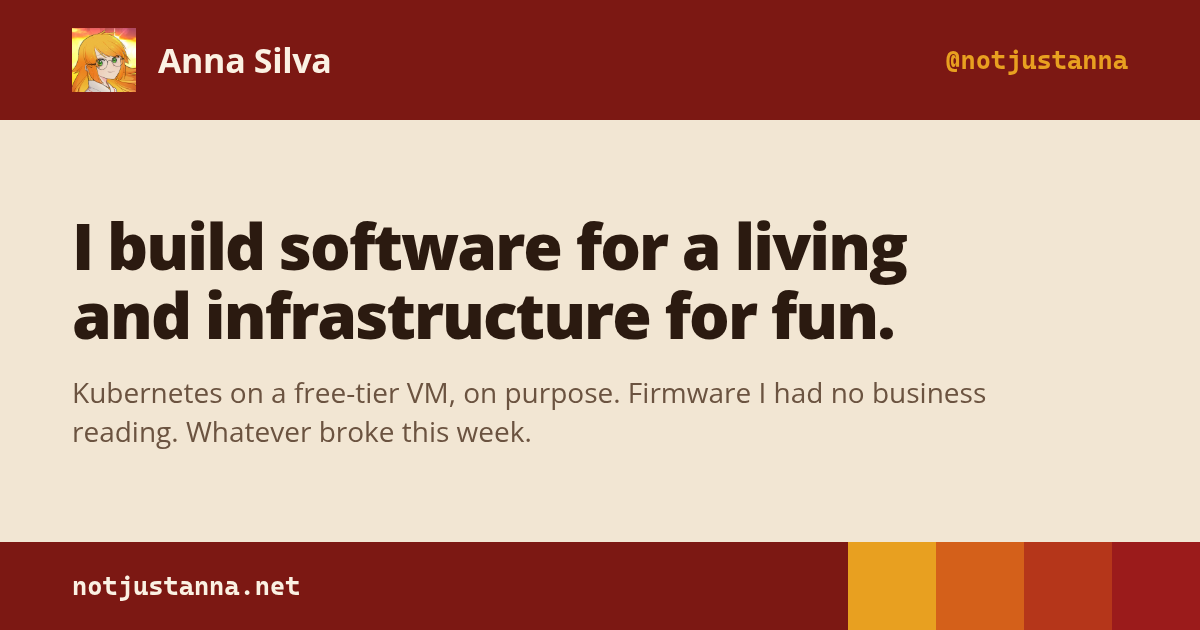 Anna Silva
@notjustanna
I build software for a living
and infrastructure for fun.
Kubernetes on a free-tier VM, on purpose. Firmware I had no business
reading. Whatever broke this week.
notjustanna.net